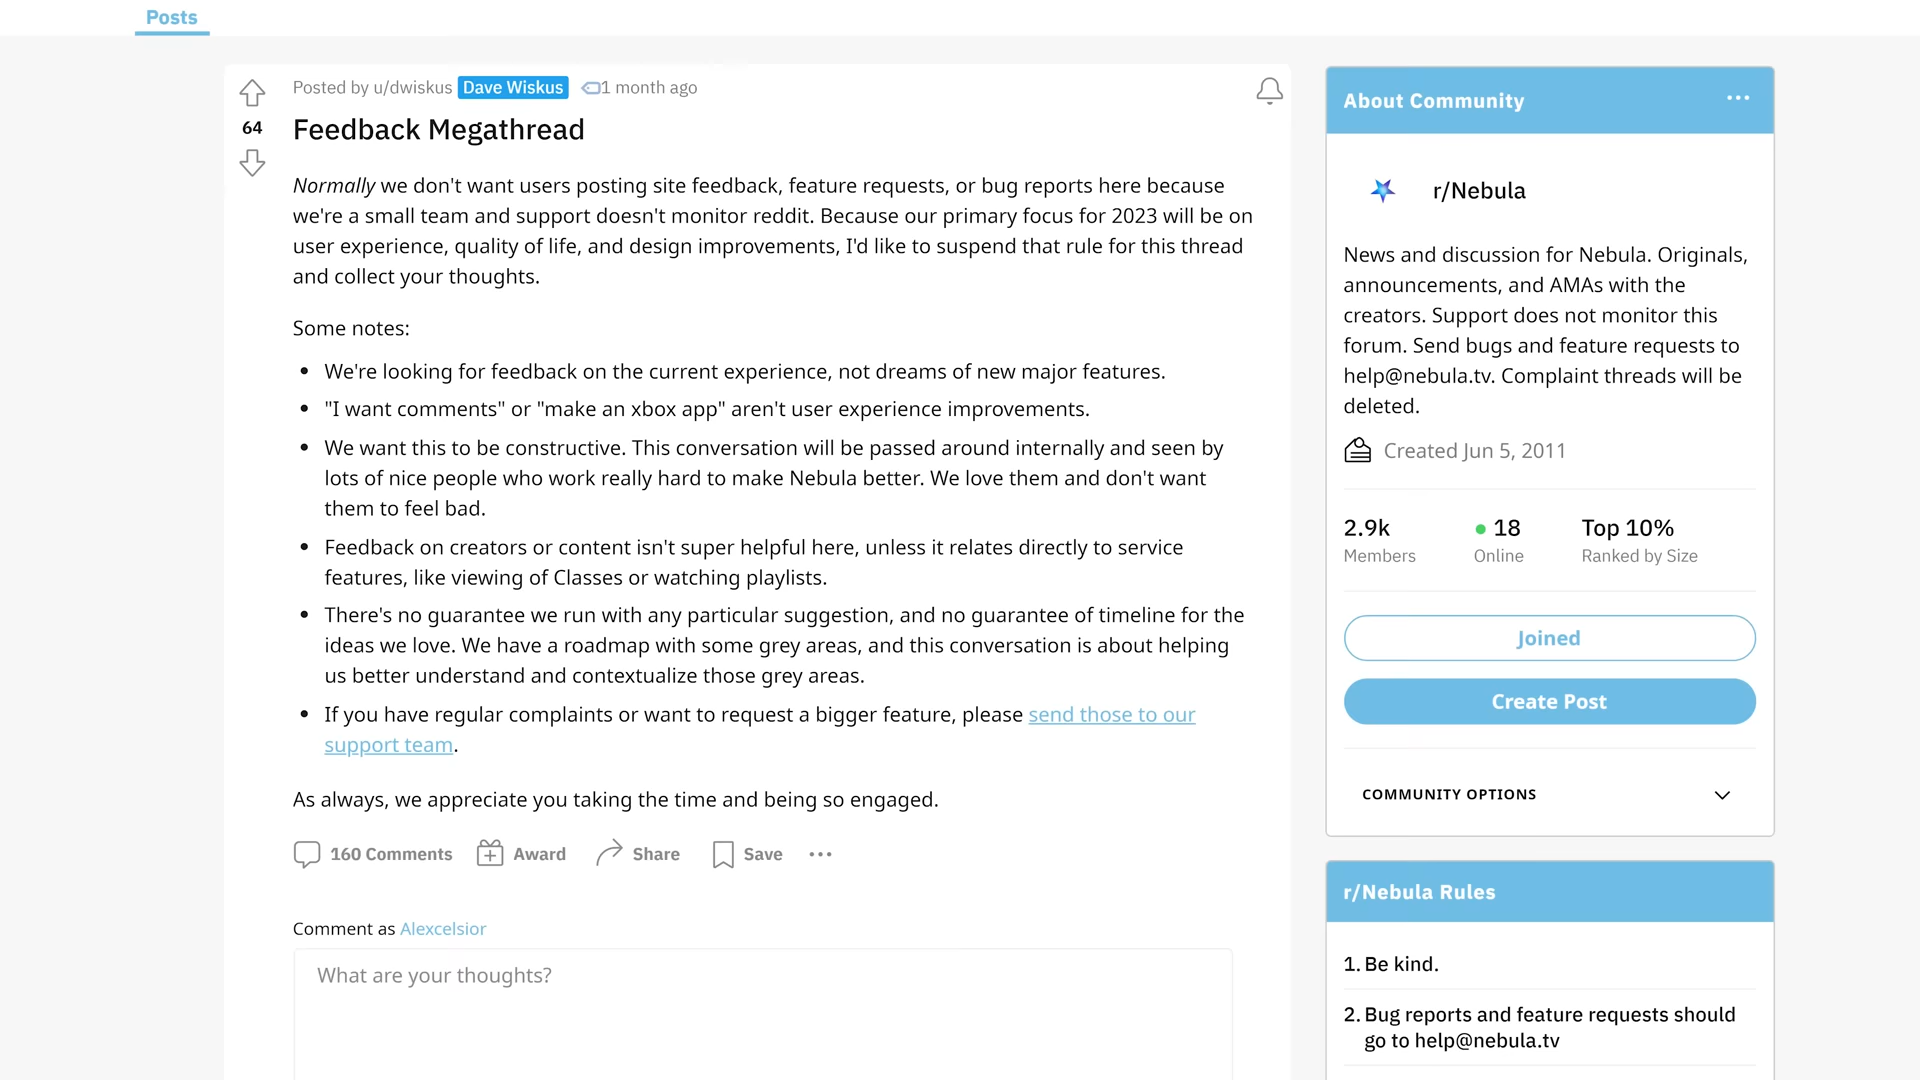 Posts
Posted by u/dwiskus Dave Wiskus 1 month ago
64
Feedback Megathread
Normally we don't want users posting site feedback, feature requests, or bug reports here because
we're a small team and support doesn't monitor reddit. Because our primary focus for 2023 will be on
user experience, quality of life, and design improvements, I'd like to suspend that rule for this thread
and collect your thoughts.
Some notes:
• We're looking for feedback on the current experience, not dreams of new major features.
• "I want comments" or "make an xbox app" aren't user experience improvements.
• We want this to be constructive. This conversation will be passed around internally and seen by
lots of nice people who work really hard to make Nebula better. We love them and don't want
them to feel bad.
• Feedback on creators or content isn't super helpful here, unless it relates directly to service
features, like viewing of Classes or watching playlists.
• There's no guarantee we run with any particular suggestion, and no guarantee of timeline for the
ideas we love. We have a roadmap with some grey areas, and this conversation is about helping
us better understand and contextualize those grey areas.
• If you have regular complaints or want to request a bigger feature, please send those to our
support team.
As always, we appreciate you taking the time and being so engaged.
160 Comments Award Share Save
Comment as Alexcelsior
What are your thoughts?
About Community
r/Nebula
News and discussion for Nebula. Originals,
announcements, and AMAs with the
creators. Support does not monitor this
forum. Send bugs and feature requests to
help@nebula.tv. Complaint threads will be
deleted.
Created Jun 5, 2011
2.9k 18 Top 10%
Members Online Ranked by Size
Joined
Create Post
COMMUNITY OPTIONS
r/Nebula Rules
1. Be kind.
2. Bug reports and feature requests should
go to help@nebula.tv